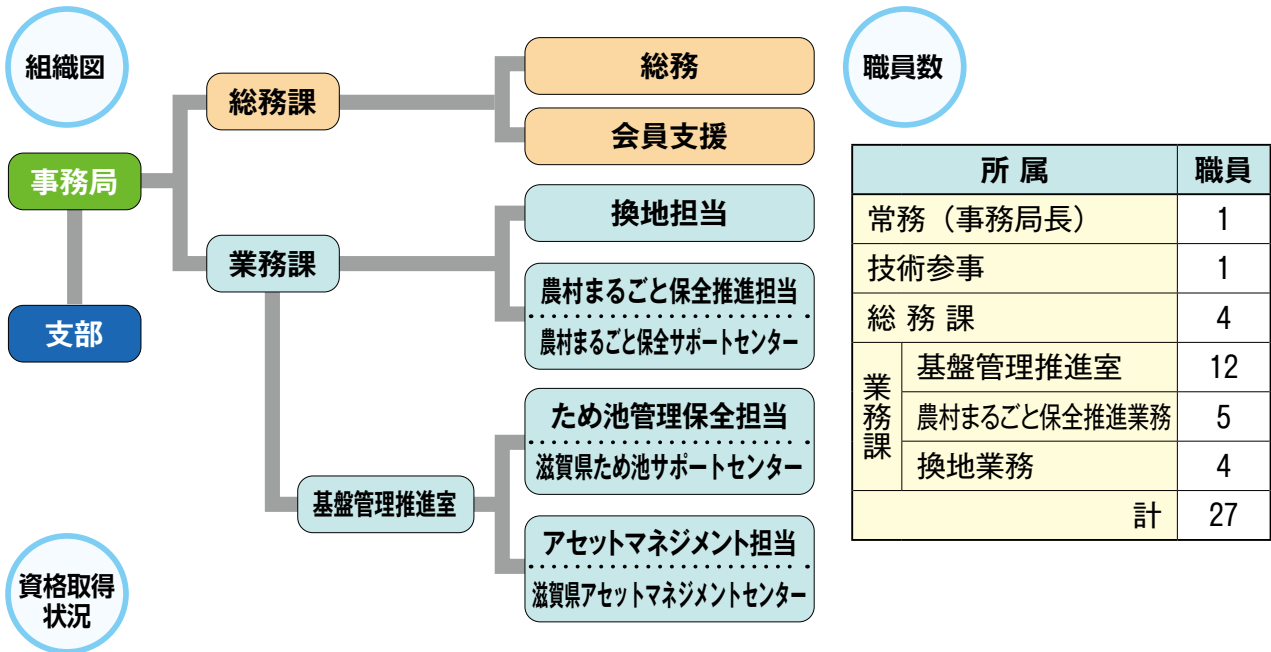 組織図
事務局
支部
総務課
総務
会員支援
業務課
換地担当
農村まるごと保全推進担当
農村まるごと保全サポートセンター
基盤管理推進室
ため池管理保全担当
滋賀県ため池サポートセンター
アセットマネジメント担当
滋賀県アセットマネジメントセンター
職員数
所属 職員
常務（事務局長） 1
技術参事 1
総務課 4
業務課
基盤管理推進室 12
農村まるごと保全推進業務 5
換地業務 4
計 27
資格取得
状況